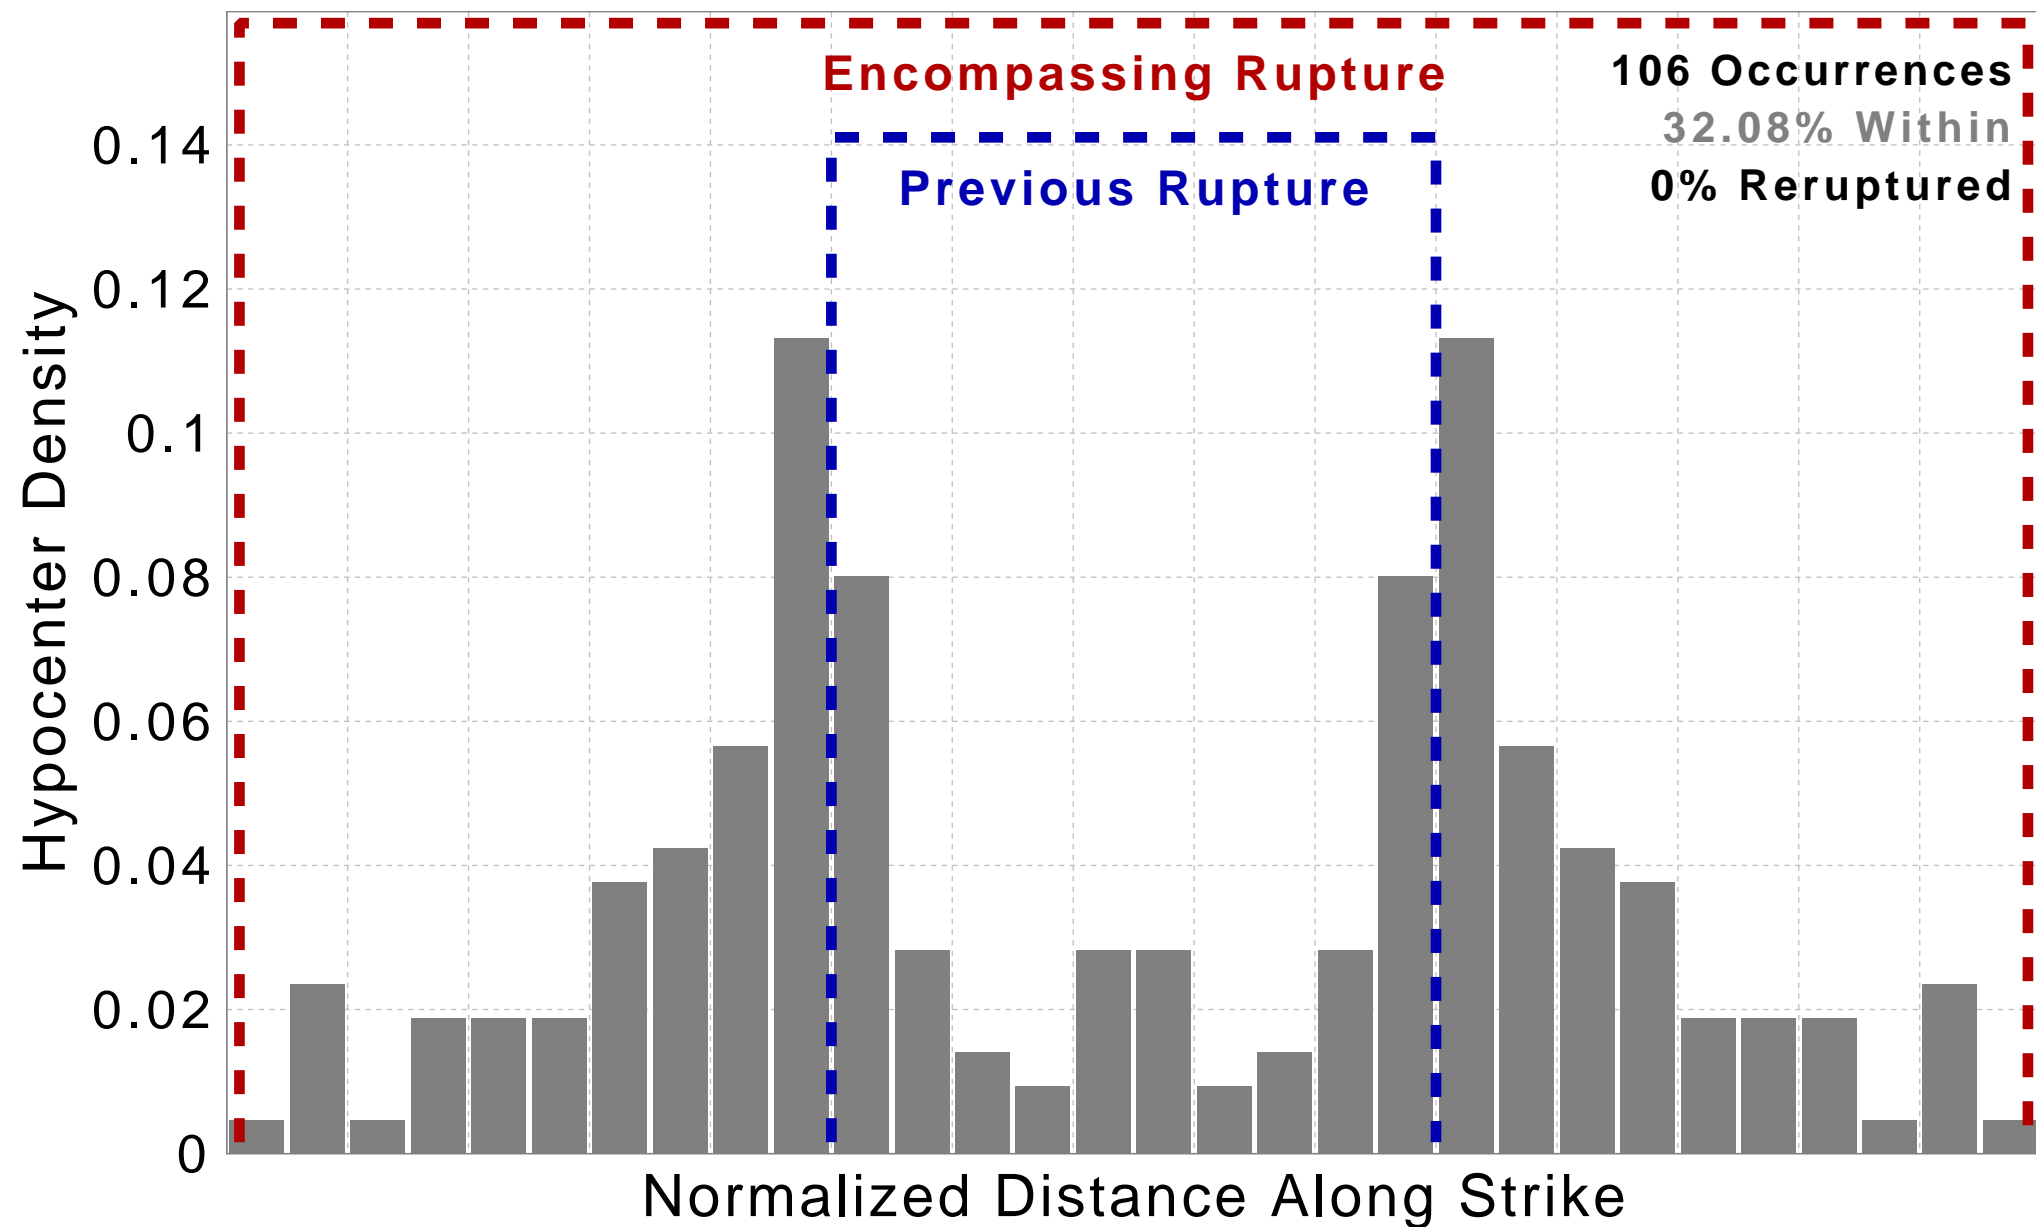 Encompassing Rupture
106 Occurrences
32.08% Within
0% Reruptured
Previous Rupture
Hypocenter Density
0.14
0.12
0.1
0.08
0.06
0.04
0.02
0
Normalized Distance Along Strike